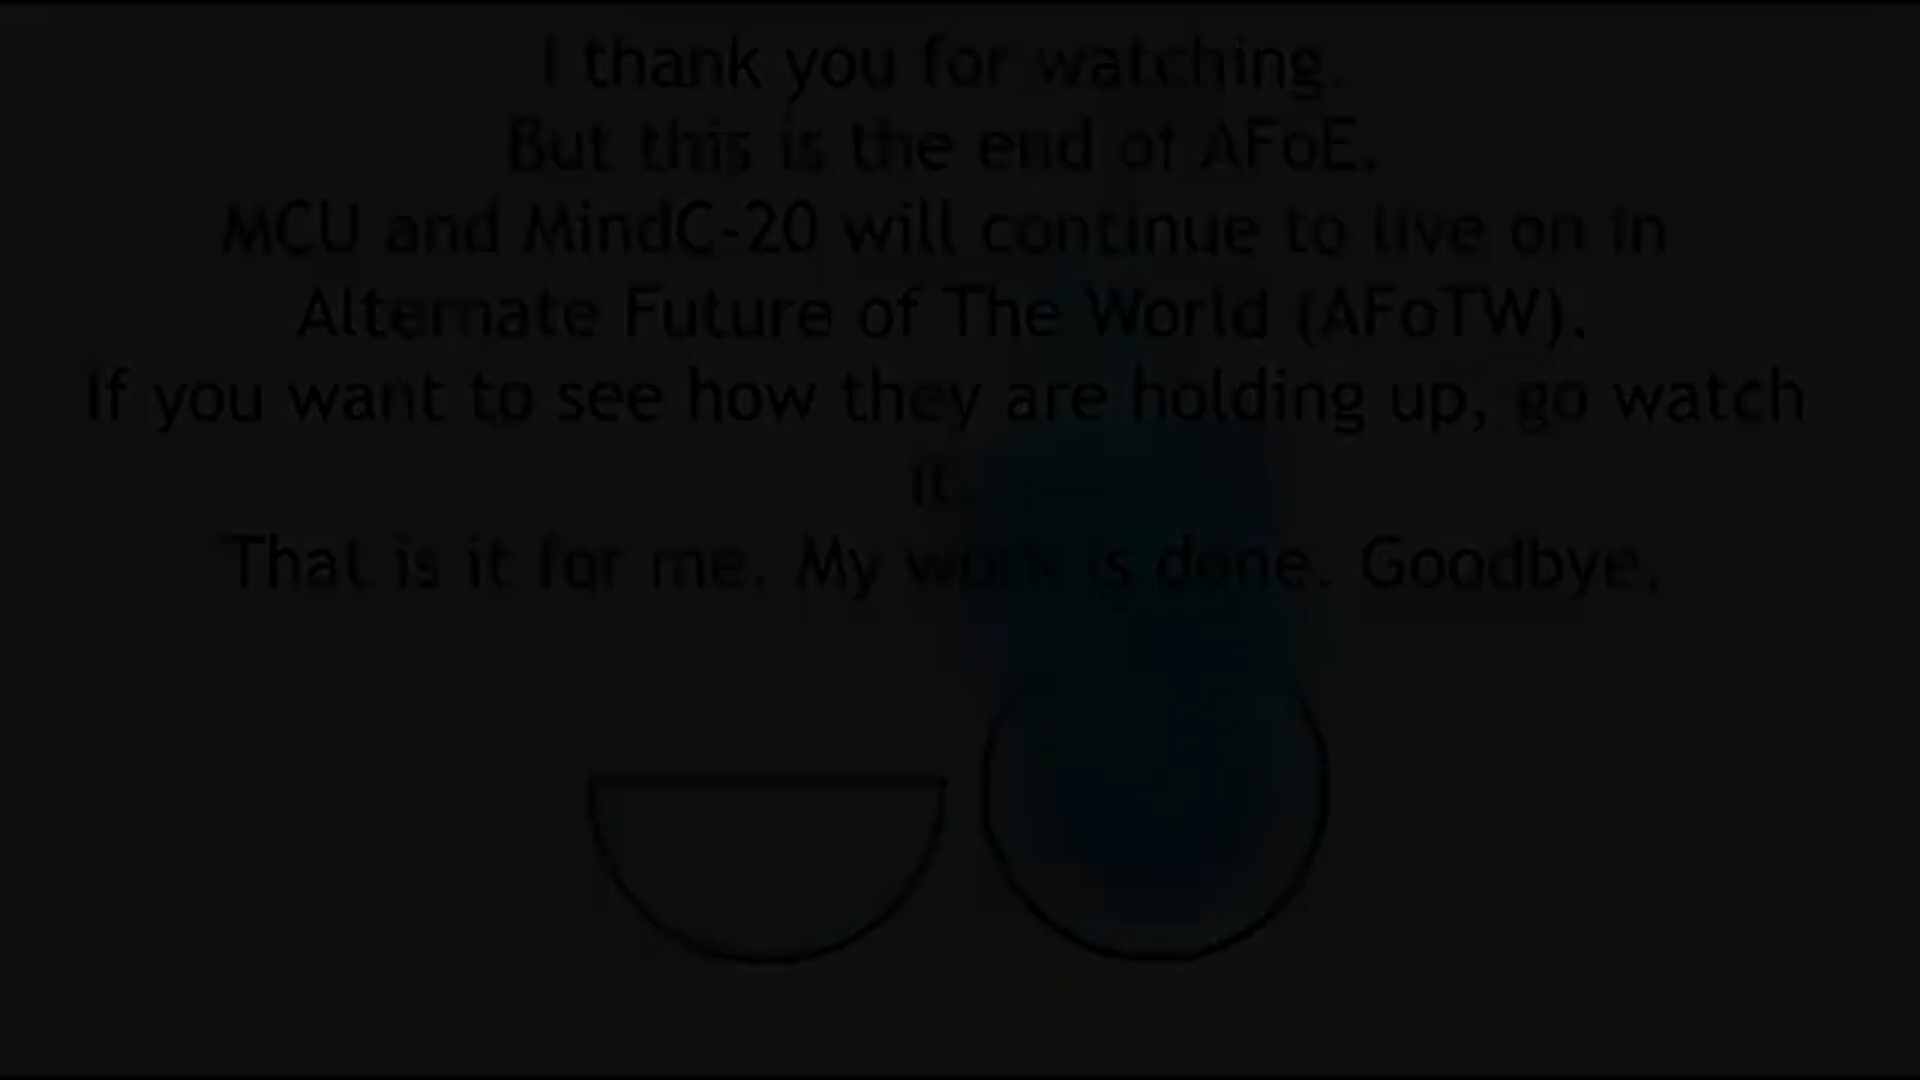 I thank you for watching.
But this is the end of AFoE.
MCU and MindC-20 will continue to live on in
Alternate Future of The World (AFoTW).
If you want to see how they are holding up, go watch
it.
That is it for me. My work is done. Goodbye.